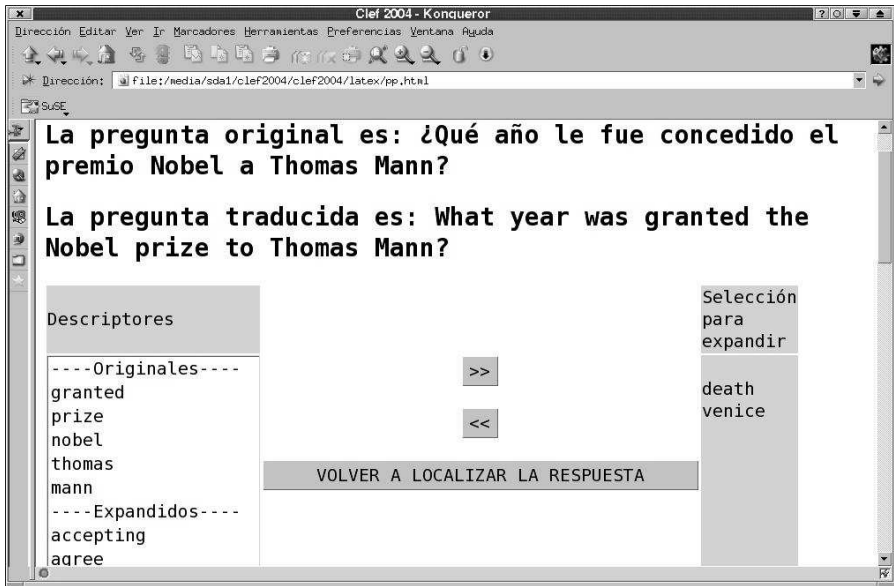 Clef 2004 - Konqueror
Dirección Editar Ver Ir Marcadores Herramientas Preferencias Ventana Ayuda
Dirección: file:/media/sda1/clef2004/clef2004/latex/pp.html
SuSE
La pregunta original es: ¿Qué año le fue concedido el
premio Nobel a Thomas Mann?
La pregunta traducida es: What year was granted the
Nobel prize to Thomas Mann?
Descriptores
----Originales----
granted
prize
nobel
thomas
mann
----Expandidos----
accepting
agree
>>
<<
VOLVER A LOCALIZAR LA RESPUESTA
Selección
para
expandir
death
venice